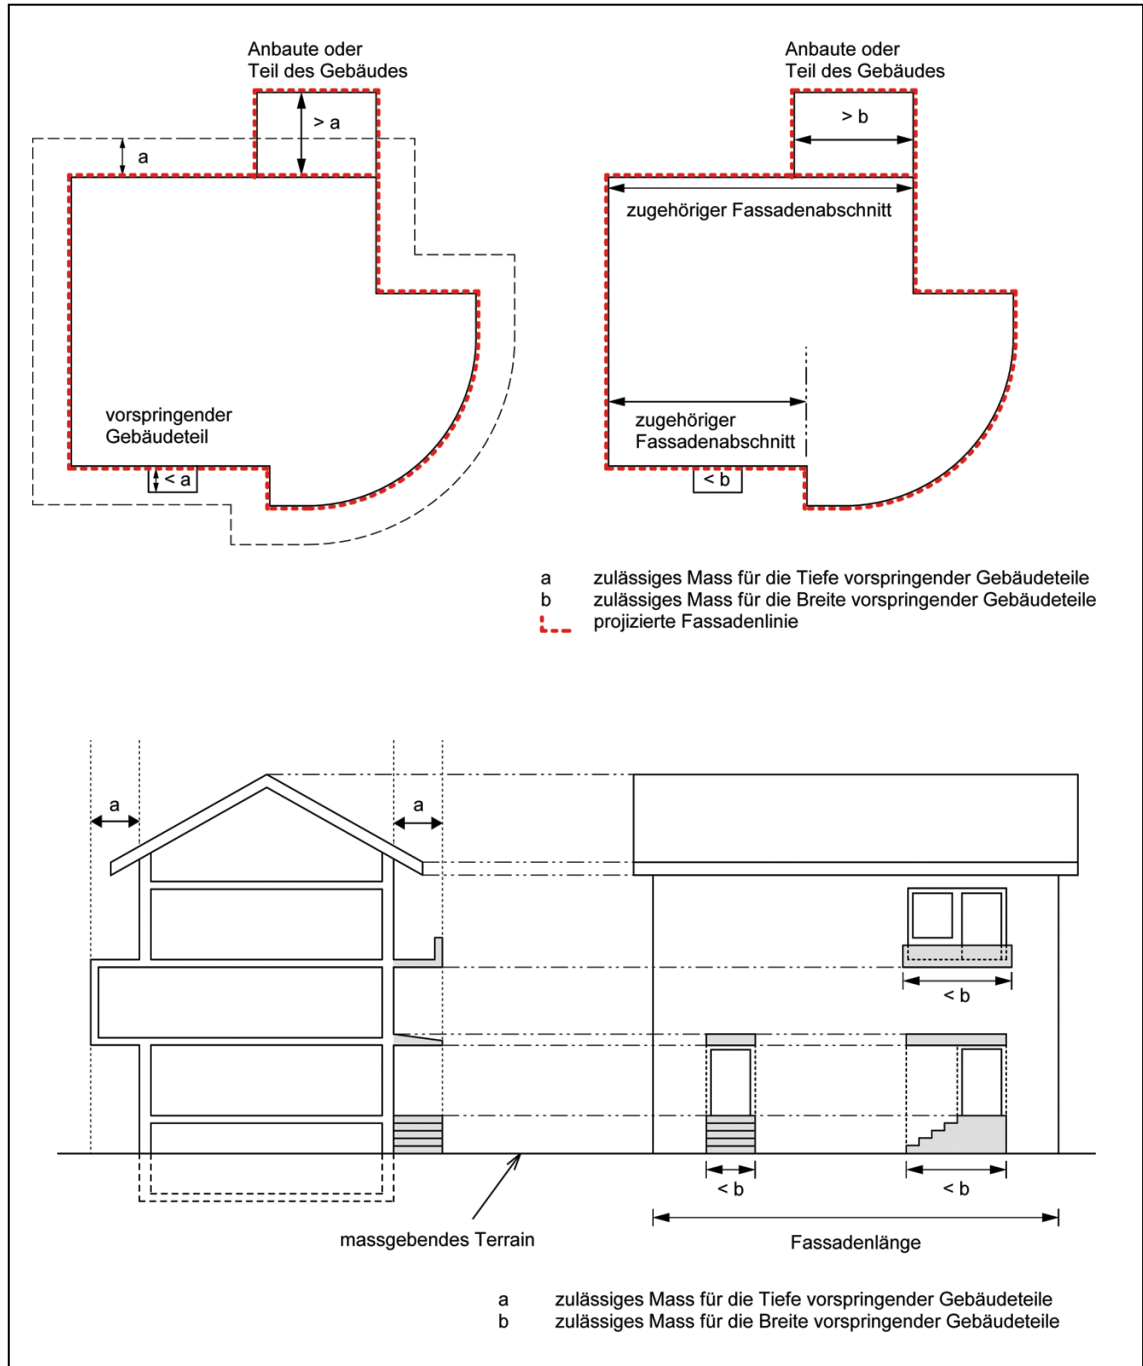 Anbaute oder
Teil des Gebäudes
> a
a
vorspringender
Gebäudeteil
< a
Anbaute oder
Teil des Gebäudes
> b
zugehöriger Fassadenabschnitt
zugehöriger
Fassadenabschnitt
< b
a zulässiges Mass für die Tiefe vorspringender Gebäudeteile
b zulässiges Mass für die Breite vorspringender Gebäudeteile
projizierte Fassadenlinie
a
a
< b
< b
< b
massgebendes Terrain
Fassadenlänge
a zulässiges Mass für die Tiefe vorspringender Gebäudeteile
b zulässiges Mass für die Breite vorspringender Gebäudeteile